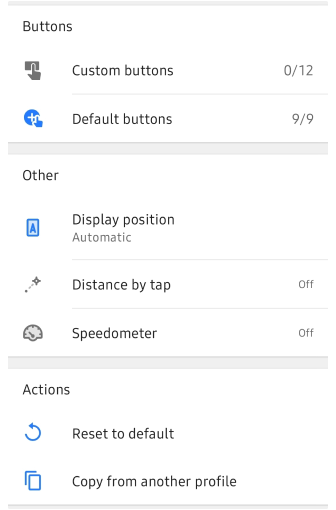 Buttons
Custom buttons 0/12
Default buttons 9/9
Other
Display position
Automatic
Distance by tap Off
Speedometer Off
Actions
Reset to default
Copy from another profile